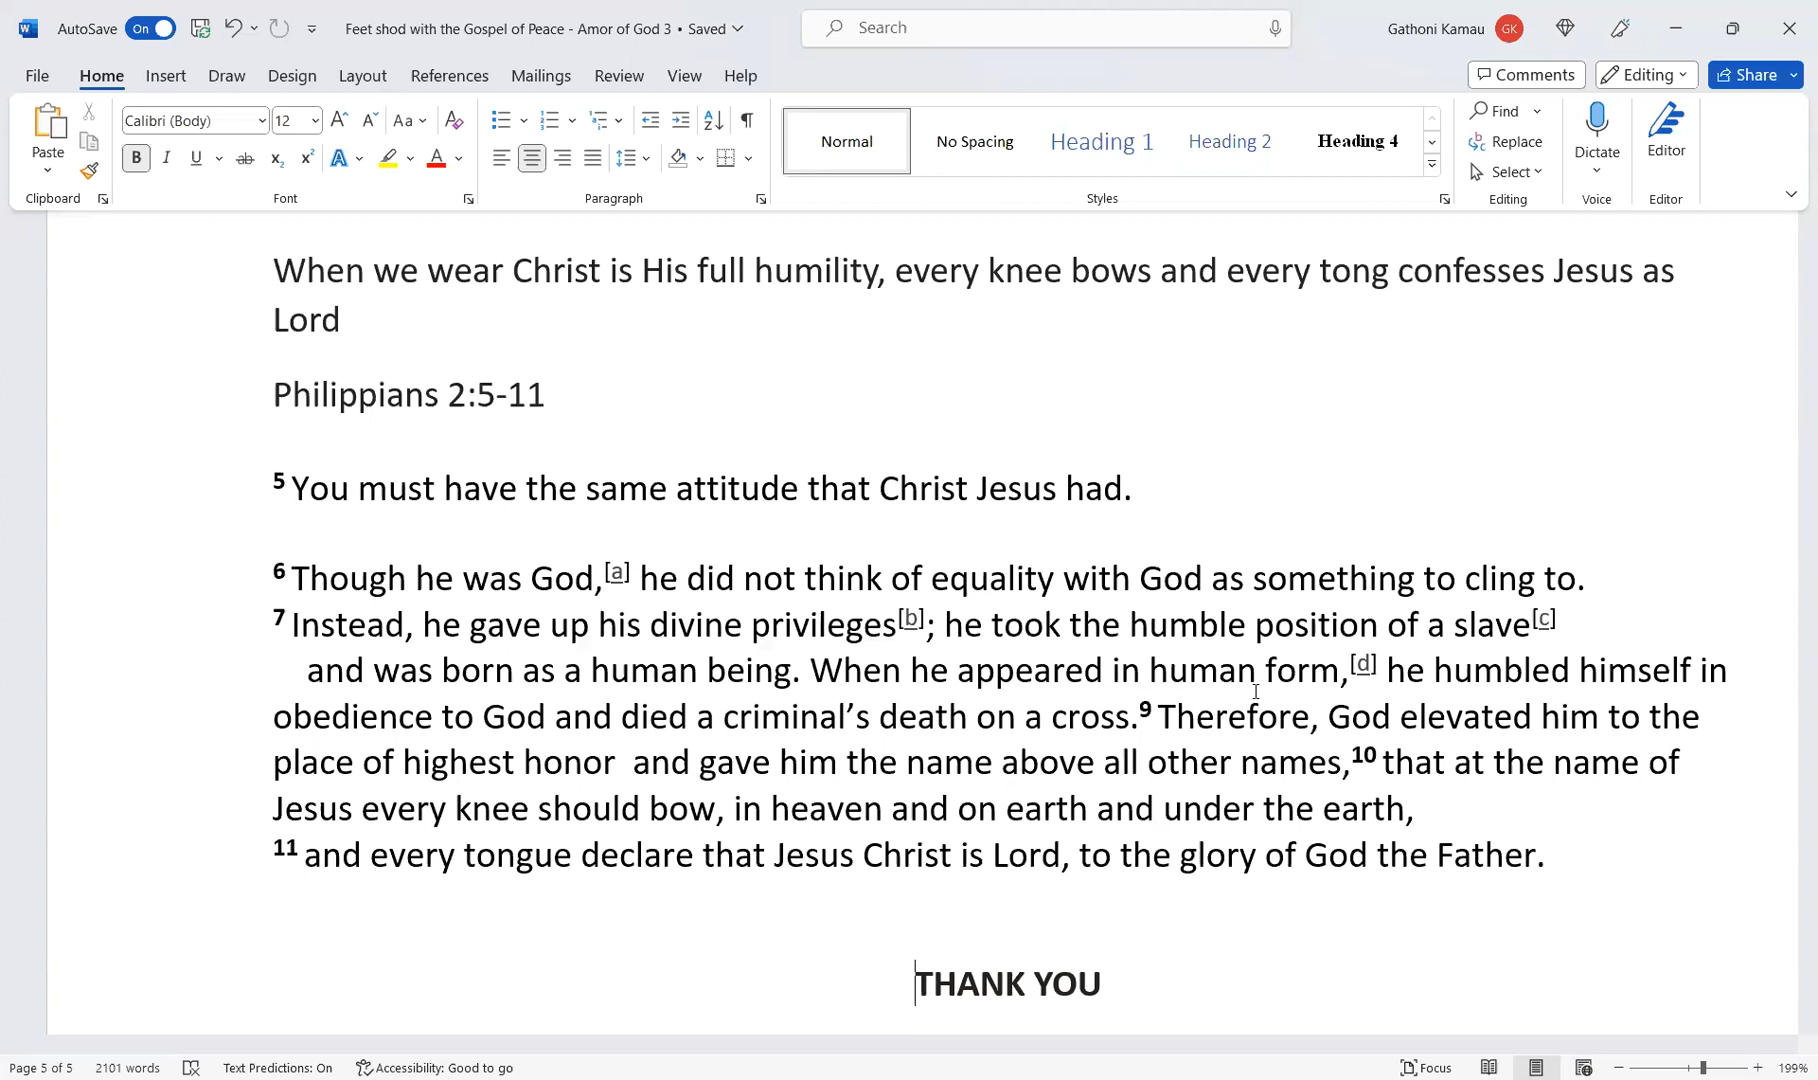 AutoSave On Feet shod with the Gospel of Peace - Amor of God 3 • Saved Search Gathoni Kamau GK
File Home Insert Draw Design Layout References Mailings Review View Help Comments Editing Share
Paste Calibri (Body) 12 Aa Normal No Spacing Heading 1 Heading 2 Heading 4 Find Replace Select Dictate Editor
Clipboard Font Paragraph Styles Editing Voice Editor
When we wear Christ is His full humility, every knee bows and every tong confesses Jesus as
Lord
Philippians 2:5-11
5 You must have the same attitude that Christ Jesus had.
6 Though he was God,[a] he did not think of equality with God as something to cling to.
7 Instead, he gave up his divine privileges[b]; he took the humble position of a slave[c]
and was born as a human being. When he appeared in human form,[d] he humbled himself in
obedience to God and died a criminal’s death on a cross.9 Therefore, God elevated him to the
place of highest honor and gave him the name above all other names,10 that at the name of
Jesus every knee should bow, in heaven and on earth and under the earth,
11 and every tongue declare that Jesus Christ is Lord, to the glory of God the Father.
THANK YOU
Page 5 of 5 2101 words Text Predictions: On Accessibility: Good to go Focus 199%